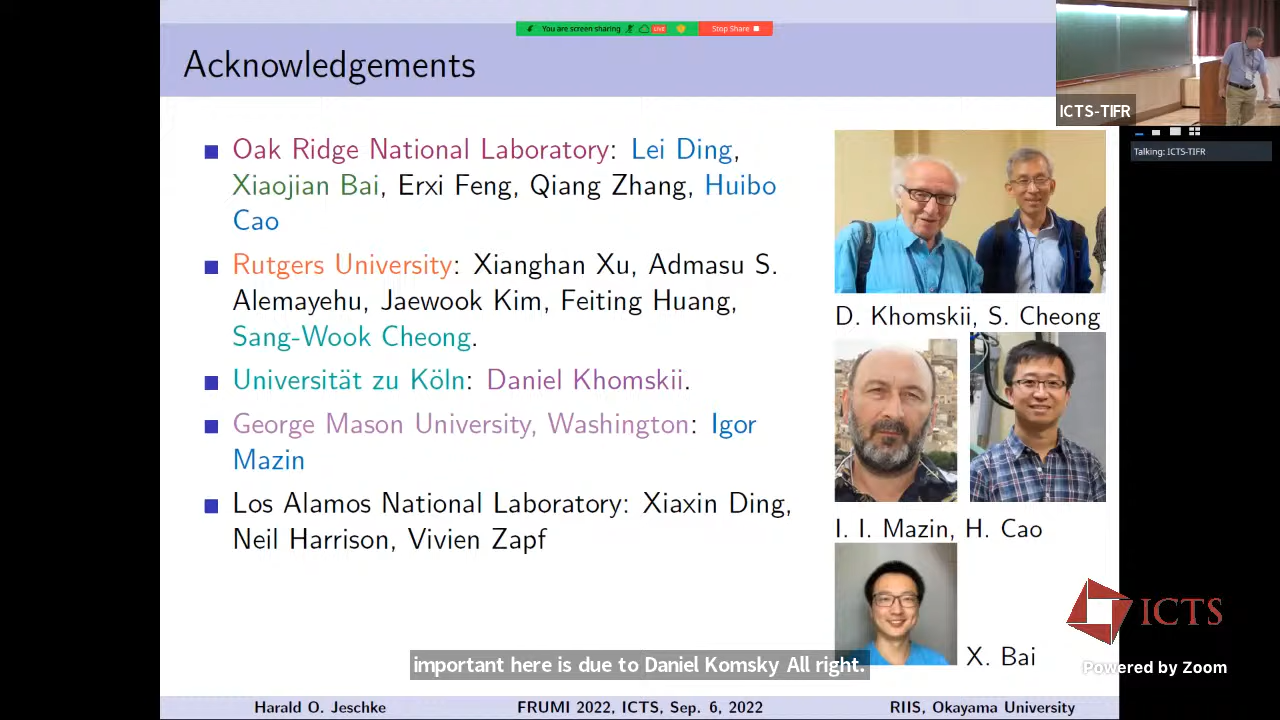 You are screen sharing LIVE Stop Share
Acknowledgements
ICTS-TIFR
Talking: ICTS-TIFR
Oak Ridge National Laboratory: Lei Ding,
Xiaojian Bai, Erxi Feng, Qiang Zhang, Huibo
Cao
Rutgers University: Xianghan Xu, Admasu S.
Alemayehu, Jaewook Kim, Feiting Huang,
Sang-Wook Cheong.
Universität zu Köln: Daniel Khomskii.
George Mason University, Washington: Igor
Mazin
Los Alamos National Laboratory: Xiaxin Ding,
Neil Harrison, Vivien Zapf
D. Khomskii, S. Cheong
I. I. Mazin, H. Cao
X. Bai
important here is due to Daniel Komsky All right.
ICTS
Powered by Zoom
Harald O. Jeschke FRUMI 2022, ICTS, Sep. 6, 2022 RIIS, Okayama University